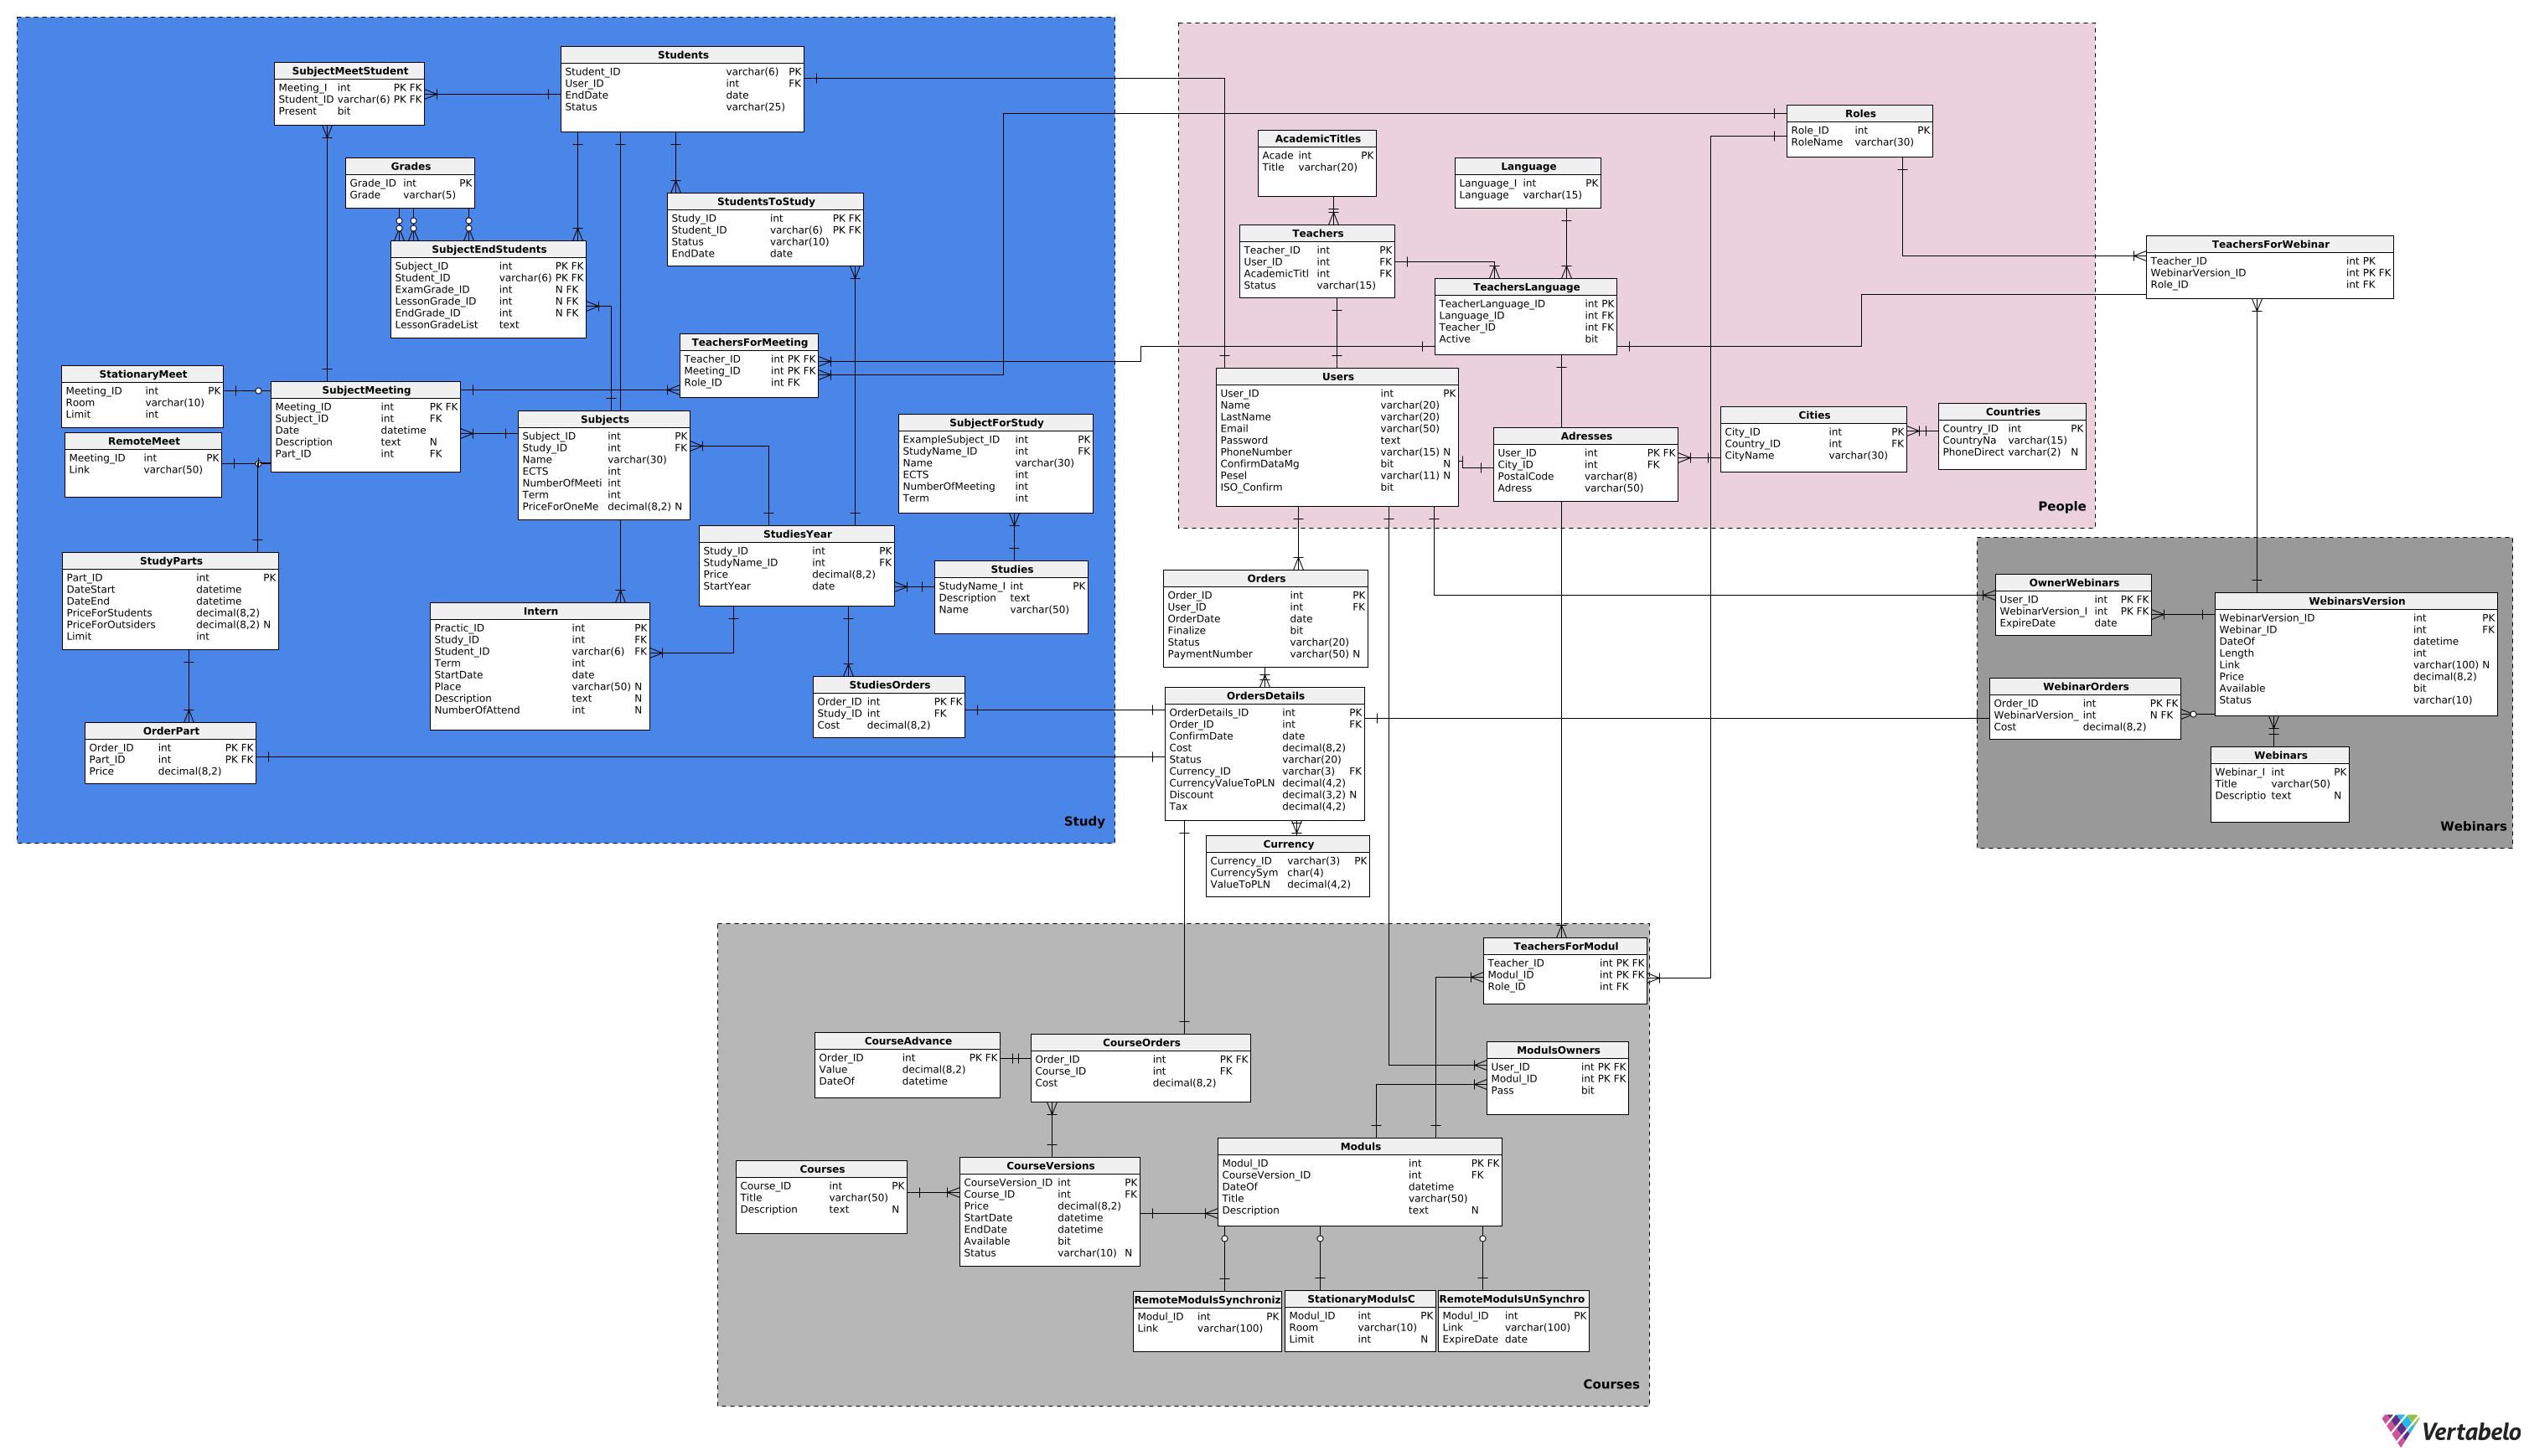 Students
Student_ID varchar(6) PK
User_ID int FK
EndDate date
Status varchar(25)
SubjectMeetStudent
Meeting_I int PK FK
Student_ID varchar(6) PK FK
Present bit
Grades
Grade_ID int PK
Grade varchar(5)
StudentsToStudy
Study_ID int PK FK
Student_ID varchar(6) PK FK
Status varchar(10)
EndDate date
SubjectEndStudents
Subject_ID int PK FK
Student_ID varchar(6) PK FK
ExamGrade_ID int N FK
LessonGrade_ID int N FK
EndGrade_ID int N FK
LessonGradeList text
TeachersForMeeting
Teacher_ID int PK FK
Meeting_ID int PK FK
Role_ID int FK
StationaryMeet
Meeting_ID int PK
Room varchar(10)
Limit int
RemoteMeet
Meeting_ID int PK
Link varchar(50)
SubjectMeeting
Meeting_ID int PK FK
Subject_ID int FK
Date datetime
Description text N
Part_ID int FK
Subjects
Subject_ID int PK
Study_ID int FK
Name varchar(30)
ECTS int
NumberOfMeeti int
Term int
PriceForOneMe decimal(8,2) N
SubjectForStudy
ExampleSubject_ID int PK
StudyName_ID int FK
Name varchar(30)
ECTS int
NumberOfMeeting int
Term int
StudiesYear
Study_ID int PK
StudyName_ID int FK
Price decimal(8,2)
StartYear date
Studies
StudyName_I int PK
Description text
Name varchar(50)
StudyParts
Part_ID int PK
DateStart datetime
DateEnd datetime
PriceForStudents decimal(8,2)
PriceForOutsiders decimal(8,2) N
Limit int
Intern
Practic_ID int PK
Study_ID int FK
Student_ID varchar(6) FK
Term int
StartDate date
Place varchar(50) N
Description text N
NumberOfAttend int N
StudiesOrders
Order_ID int PK FK
Study_ID int FK
Cost decimal(8,2)
OrderPart
Order_ID int PK FK
Part_ID int PK FK
Price decimal(8,2)
Study
Roles
Role_ID int PK
RoleName varchar(30)
AcademicTitles
Acade int PK
Title varchar(20)
Language
Language_I int PK
Language varchar(15)
Teachers
Teacher_ID int PK
User_ID int FK
AcademicTitl int FK
Status varchar(15)
TeachersLanguage
TeacherLanguage_ID int PK
Language_ID int FK
Teacher_ID int FK
Active bit
Users
User_ID int PK
Name varchar(20)
LastName varchar(20)
Email varchar(50)
Password text
PhoneNumber varchar(15) N
ConfirmDataMg bit N
Pesel varchar(11) N
ISO_Confirm bit
Adresses
User_ID int PK FK
City_ID int FK
PostalCode varchar(8)
Adress varchar(50)
Cities
City_ID int PK
Country_ID int FK
CityName varchar(30)
Countries
Country_ID int PK
CountryNa varchar(15)
PhoneDirect varchar(2) N
People
TeachersForWebinar
Teacher_ID int PK
WebinarVersion_ID int PK FK
Role_ID int FK
Orders
Order_ID int PK
User_ID int FK
OrderDate date
Finalize bit
Status varchar(20)
PaymentNumber varchar(50) N
OrdersDetails
OrderDetails_ID int PK
Order_ID int FK
ConfirmDate date
Cost decimal(8,2)
Status varchar(20)
Currency_ID varchar(3) FK
CurrencyValueToPLN decimal(4,2)
Discount decimal(3,2) N
Tax decimal(4,2)
Currency
Currency_ID varchar(3) PK
CurrencySym char(4)
ValueToPLN decimal(4,2)
OwnerWebinars
User_ID int PK FK
WebinarVersion_I int PK FK
ExpireDate date
WebinarsVersion
WebinarVersion_ID int PK
Webinar_ID int FK
DateOf datetime
Length int
Link varchar(100) N
Price decimal(8,2)
Available bit
Status varchar(10)
WebinarOrders
Order_ID int PK FK
WebinarVersion_ int N FK
Cost decimal(8,2)
Webinars
Webinar_I int PK
Title varchar(50)
Descriptio text N
Webinars
TeachersForModul
Teacher_ID int PK FK
Modul_ID int PK FK
Role_ID int FK
CourseAdvance
Order_ID int PK FK
Value decimal(8,2)
DateOf datetime
CourseOrders
Order_ID int PK FK
Course_ID int FK
Cost decimal(8,2)
ModulsOwners
User_ID int PK FK
Modul_ID int PK FK
Pass bit
Courses
Course_ID int PK
Title varchar(50)
Description text N
CourseVersions
CourseVersion_ID int PK
Course_ID int FK
Price decimal(8,2)
StartDate datetime
EndDate datetime
Available bit
Status varchar(10) N
Moduls
Modul_ID int PK FK
CourseVersion_ID int FK
DateOf datetime
Title varchar(50)
Description text N
RemoteModulsSynchroniz
Modul_ID int PK
Link varchar(100)
StationaryModulsC
Modul_ID int PK
Room varchar(10)
Limit int N
RemoteModulsUnSynchro
Modul_ID int PK
Link varchar(100)
ExpireDate date
Courses
Vertabelo